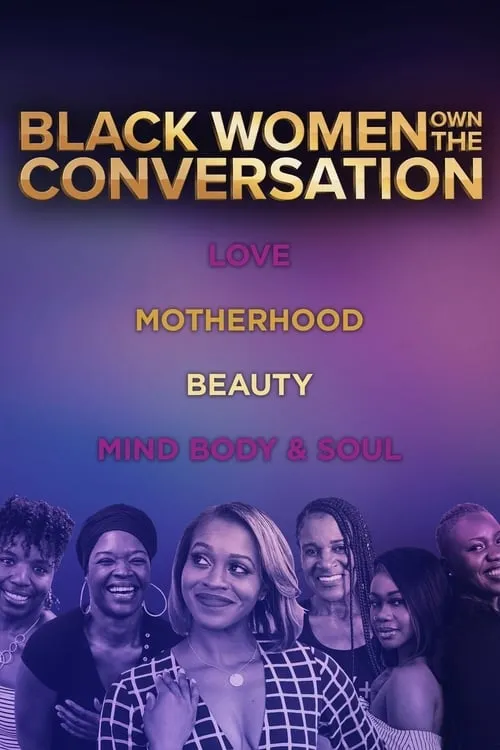 BLACK WOMEN OWN THE
CONVERSATION
LOVE
MOTHERHOOD
BEAUTY
MIND BODY & SOUL